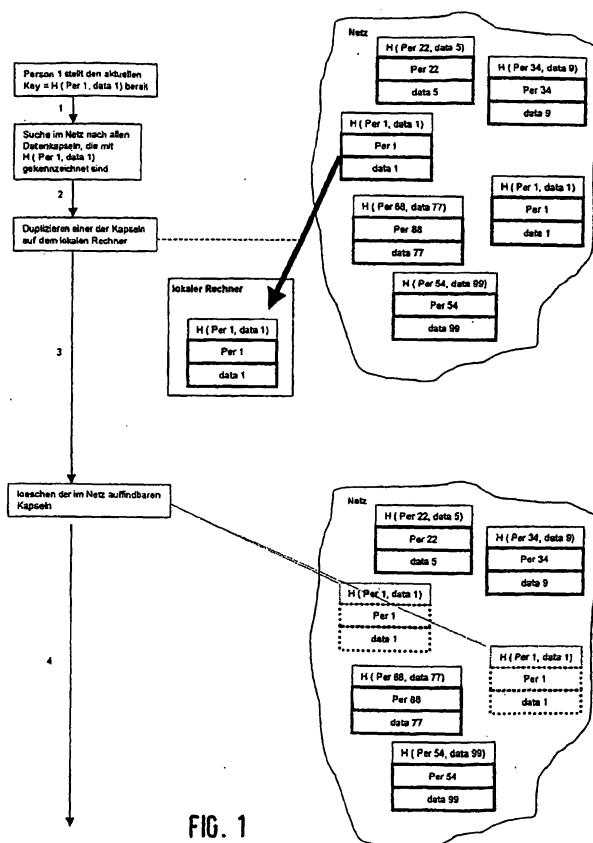 Netz
H ( Per 22, data 5)
Per 22
data 5
H ( Per 34, data 9)
Per 34
data 9
H ( Per 1, data 1)
Per 1
data 1
H ( Per 1, data 1)
Per 1
data 1
H ( Per 88, data 77)
Per 88
data 77
H ( Per 54, data 99)
Per 54
data 99
Person 1 stellt den aktuellen
Key = H ( Per 1, data 1) bereit
1
Suche im Netz nach allen
Datenkapseln, die mit
H ( Per 1, data 1)
gekennzeichnet sind
2
Duplizieren einer der Kapseln
auf dem lokalen Rechner
lokaler Rechner
H ( Per 1, data 1)
Per 1
data 1
3
loeschen der im Netz auffindbaren
Kapseln
Netz
H ( Per 22, data 5)
Per 22
data 5
H ( Per 34, data 9)
Per 34
data 9
H ( Per 1, data 1)
Per 1
data 1
H ( Per 1, data 1)
Per 1
data 1
H ( Per 88, data 77)
Per 88
data 77
H ( Per 54, data 99)
Per 54
data 99
4
FIG. 1